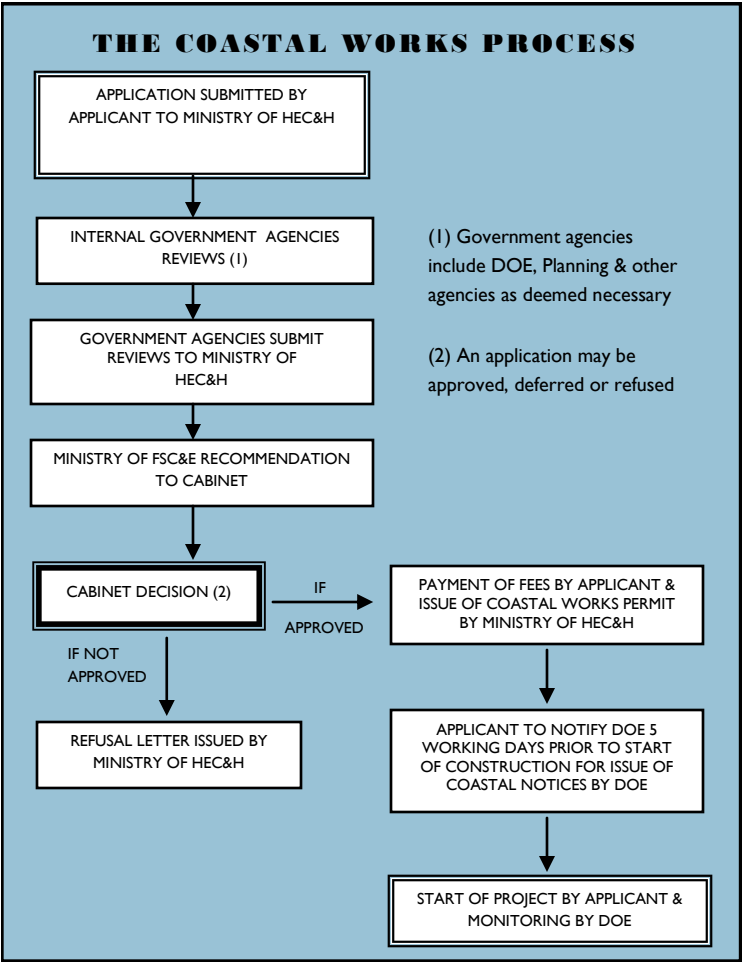 THE COASTAL WORKS PROCESS
APPLICATION SUBMITTED BY
APPLICANT TO MINISTRY OF HEC&H
INTERNAL GOVERNMENT AGENCIES
REVIEWS (1)
(1) Government agencies
include DOE, Planning & other
agencies as deemed necessary
GOVERNMENT AGENCIES SUBMIT
REVIEWS TO MINISTRY OF
HEC&H
(2) An application may be
approved, deferred or refused
MINISTRY OF FSC&E RECOMMENDATION
TO CABINET
CABINET DECISION (2)
IF
APPROVED
PAYMENT OF FEES BY APPLICANT &
ISSUE OF COASTAL WORKS PERMIT
BY MINISTRY OF HEC&H
IF NOT
APPROVED
REFUSAL LETTER ISSUED BY
MINISTRY OF HEC&H
APPLICANT TO NOTIFY DOE 5
WORKING DAYS PRIOR TO START
OF CONSTRUCTION FOR ISSUE OF
COASTAL NOTICES BY DOE
START OF PROJECT BY APPLICANT &
MONITORING BY DOE